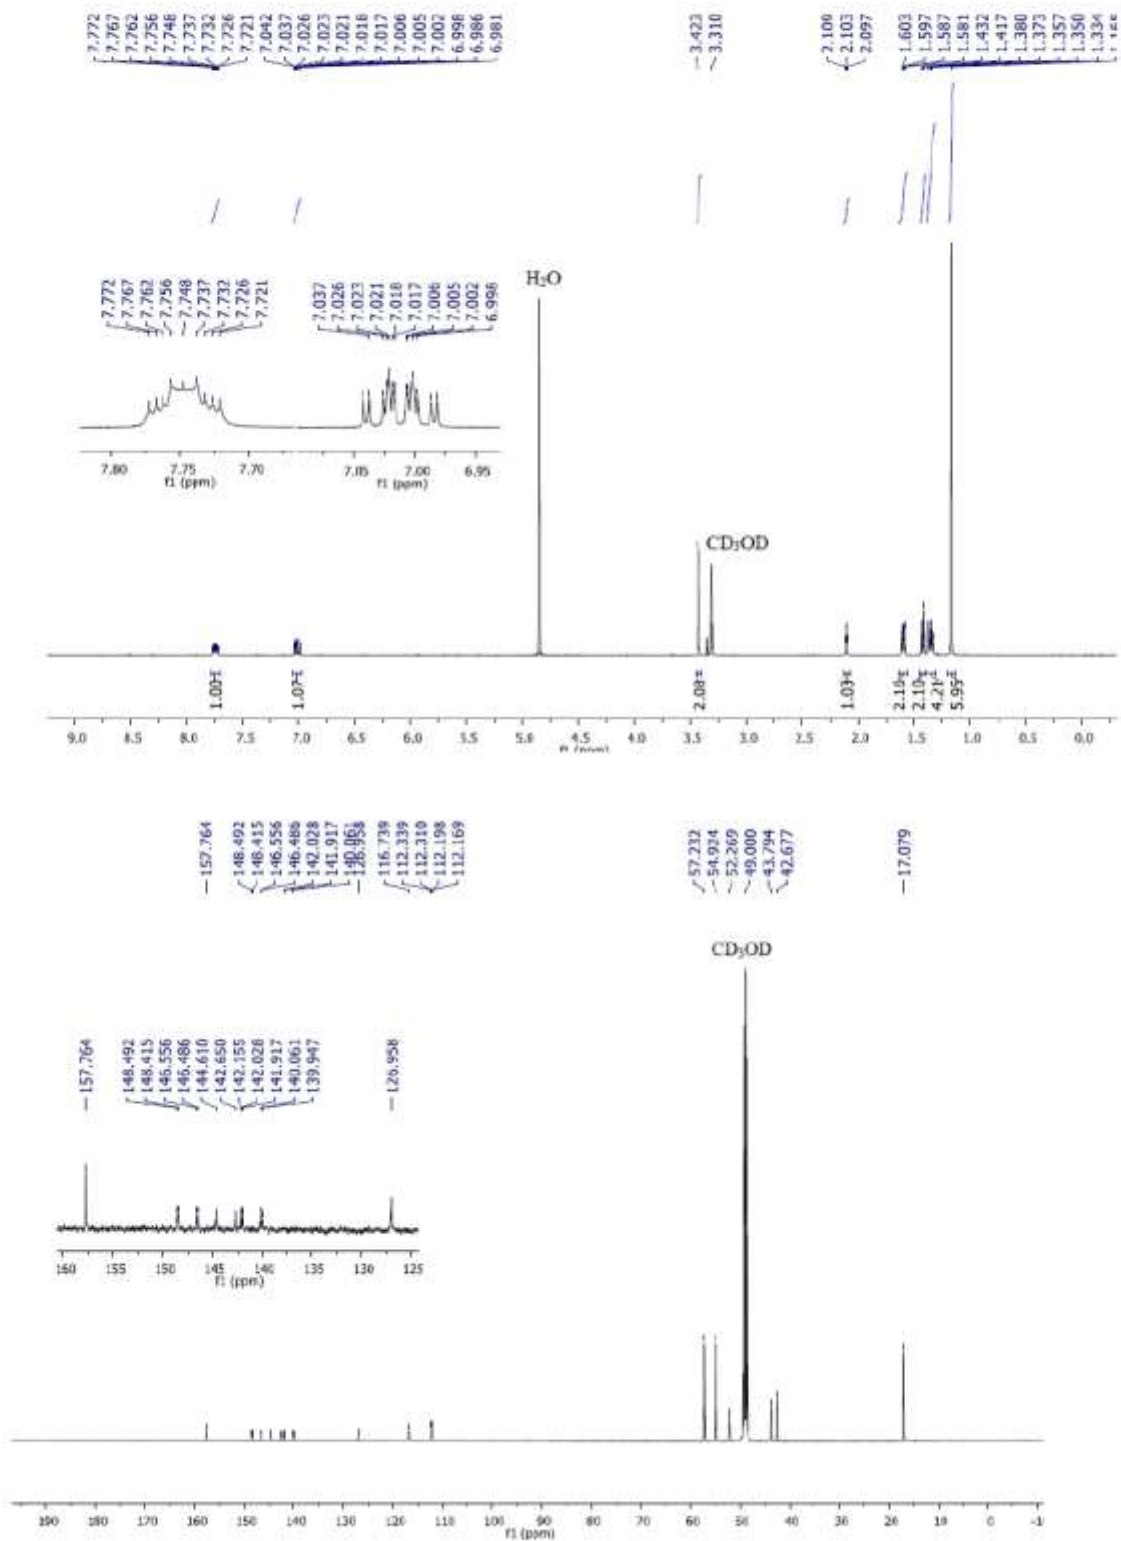 7.772 7.767 7.762 7.756 7.748 7.737 7.732 7.726 7.721 7.042 7.037 7.026 7.023 7.021 7.018 7.017 7.006 7.005 7.002 6.998 6.986 6.981 3.423 3.310 2.109 2.103 2.097 1.603 1.597 1.587 1.581 1.432 1.417 1.380 1.373 1.357 1.350 1.334
7.772 7.767 7.762 7.756 7.748 7.737 7.732 7.726 7.721 7.037 7.026 7.023 7.021 7.018 7.017 7.006 7.005 7.002 6.998
H₂O
7.80 7.75 7.70 7.05 7.00 6.95
f1 (ppm) f1 (ppm)
CD₃OD
1.00 1.07 2.08 1.03 2.16 2.10 4.21 5.95
9.0 8.5 8.0 7.5 7.0 6.5 6.0 5.5 5.0 4.5 4.0 3.5 3.0 2.5 2.0 1.5 1.0 0.5 0.0
157.764 148.492 148.415 146.556 146.486 142.028 141.917 140.061 126.958 116.739 112.339 112.310 112.198 112.169 57.232 54.924 52.269 49.000 43.794 42.677 17.079
CD₃OD
157.764 148.492 148.415 146.556 146.486 144.610 142.650 142.155 142.028 141.917 140.061 139.947 126.958
160 155 150 145 140 135 130 125
f1 (ppm)
190 180 170 160 150 140 130 120 110 100 90 80 70 60 50 40 30 20 10 0 -1
f1 (ppm)